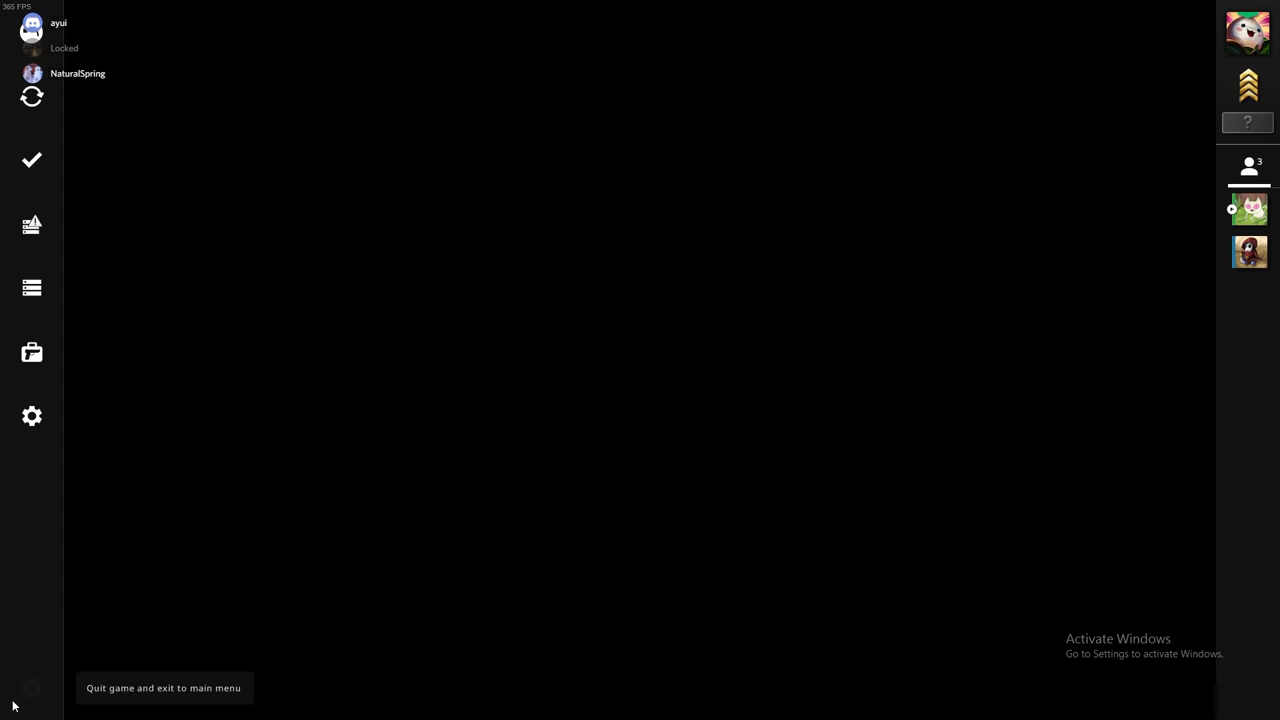 365 FPS
ayui
Locked
NaturalSpring
?
3
Activate Windows
Go to Settings to activate Windows.
Quit game and exit to main menu